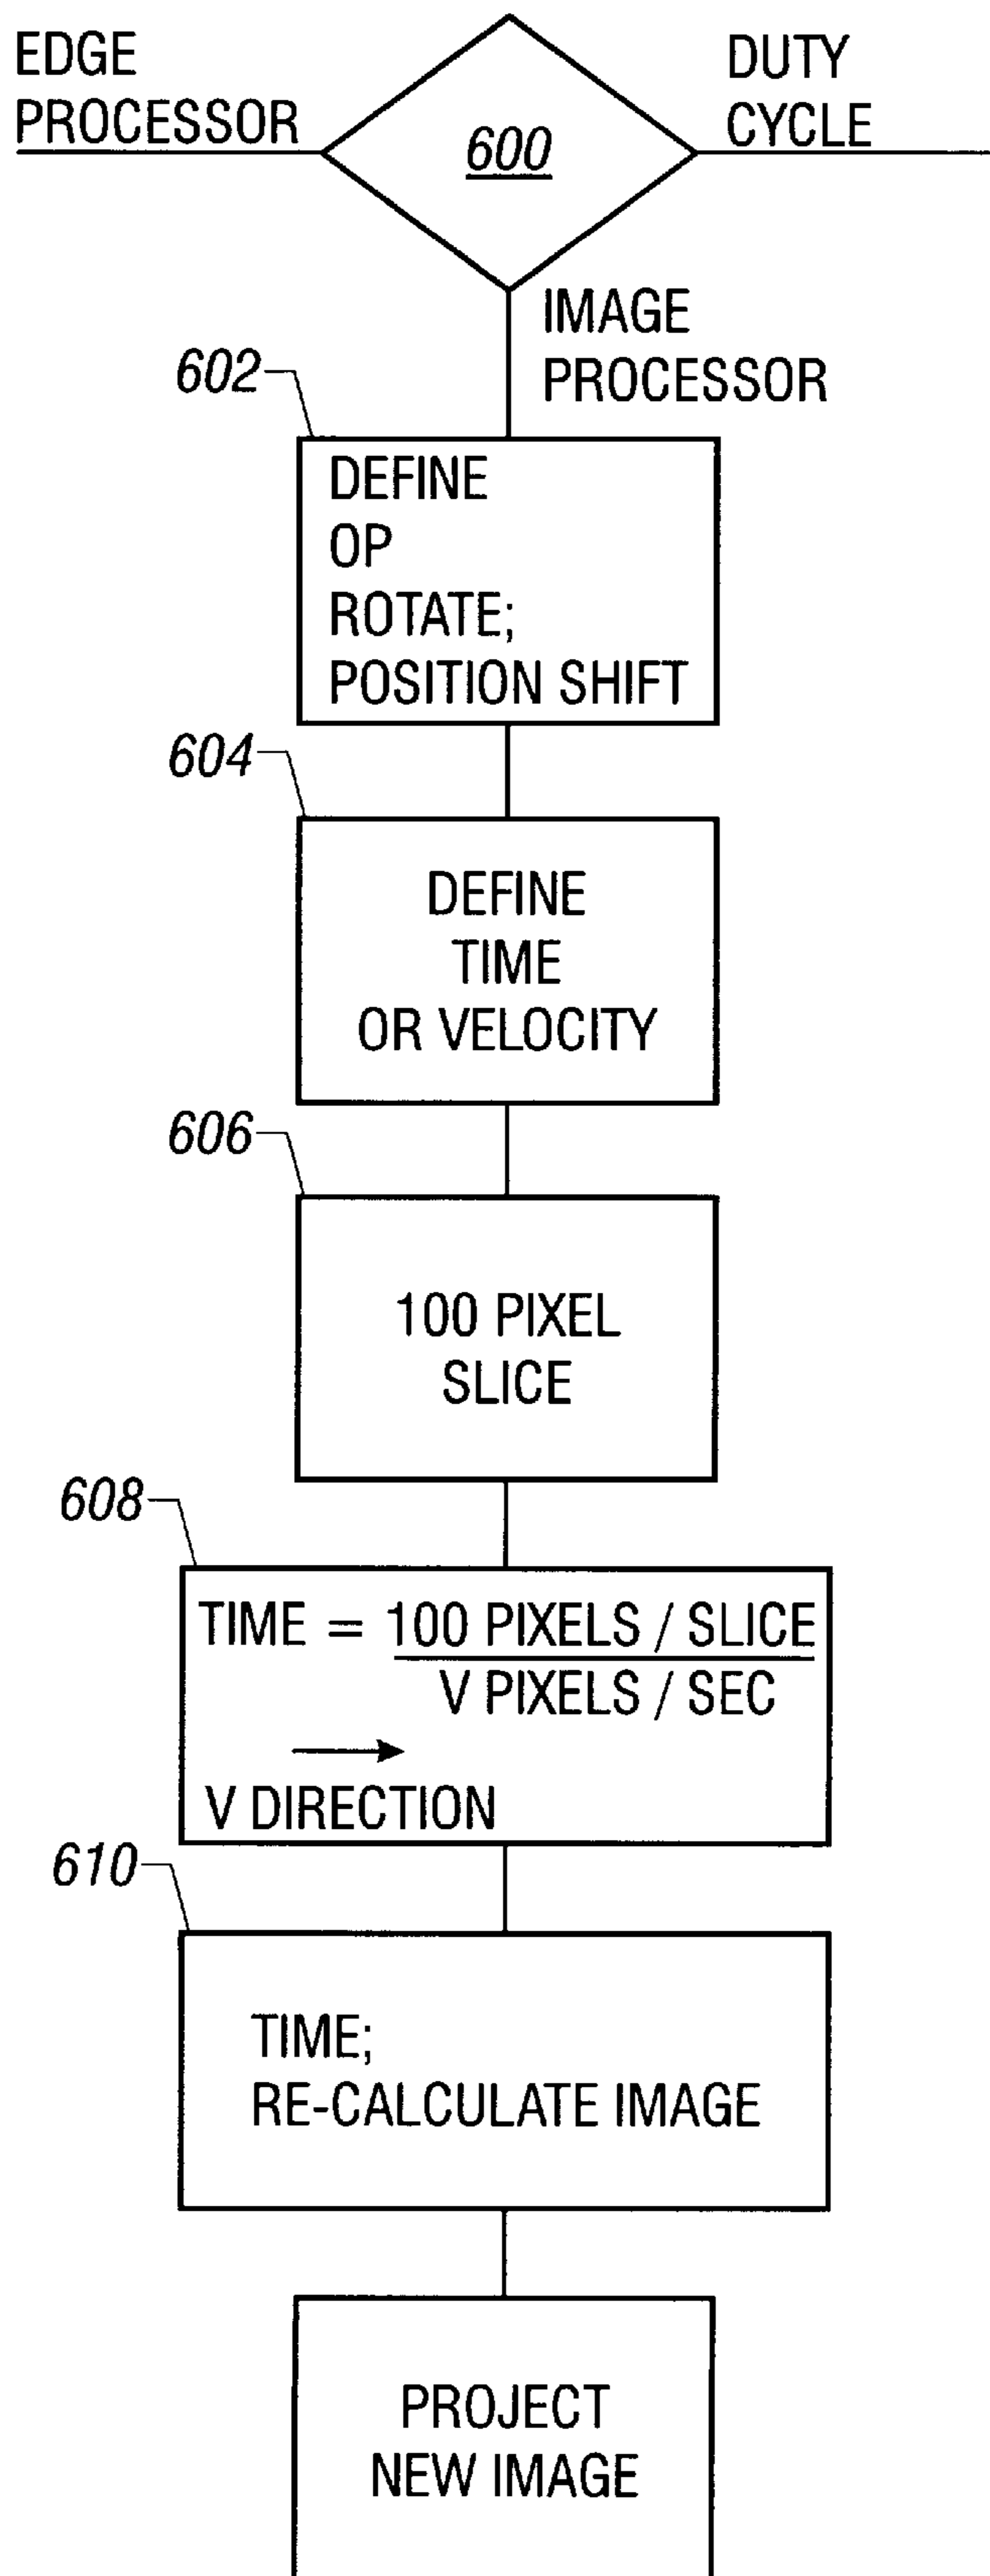 EDGE
PROCESSOR
600
DUTY
CYCLE
IMAGE
PROCESSOR
602
DEFINE
OP
ROTATE;
POSITION SHIFT
604
DEFINE
TIME
OR VELOCITY
606
100 PIXEL
SLICE
608
TIME = 100 PIXELS / SLICE
V PIXELS / SEC
V DIRECTION
610
TIME;
RE-CALCULATE IMAGE
PROJECT
NEW IMAGE